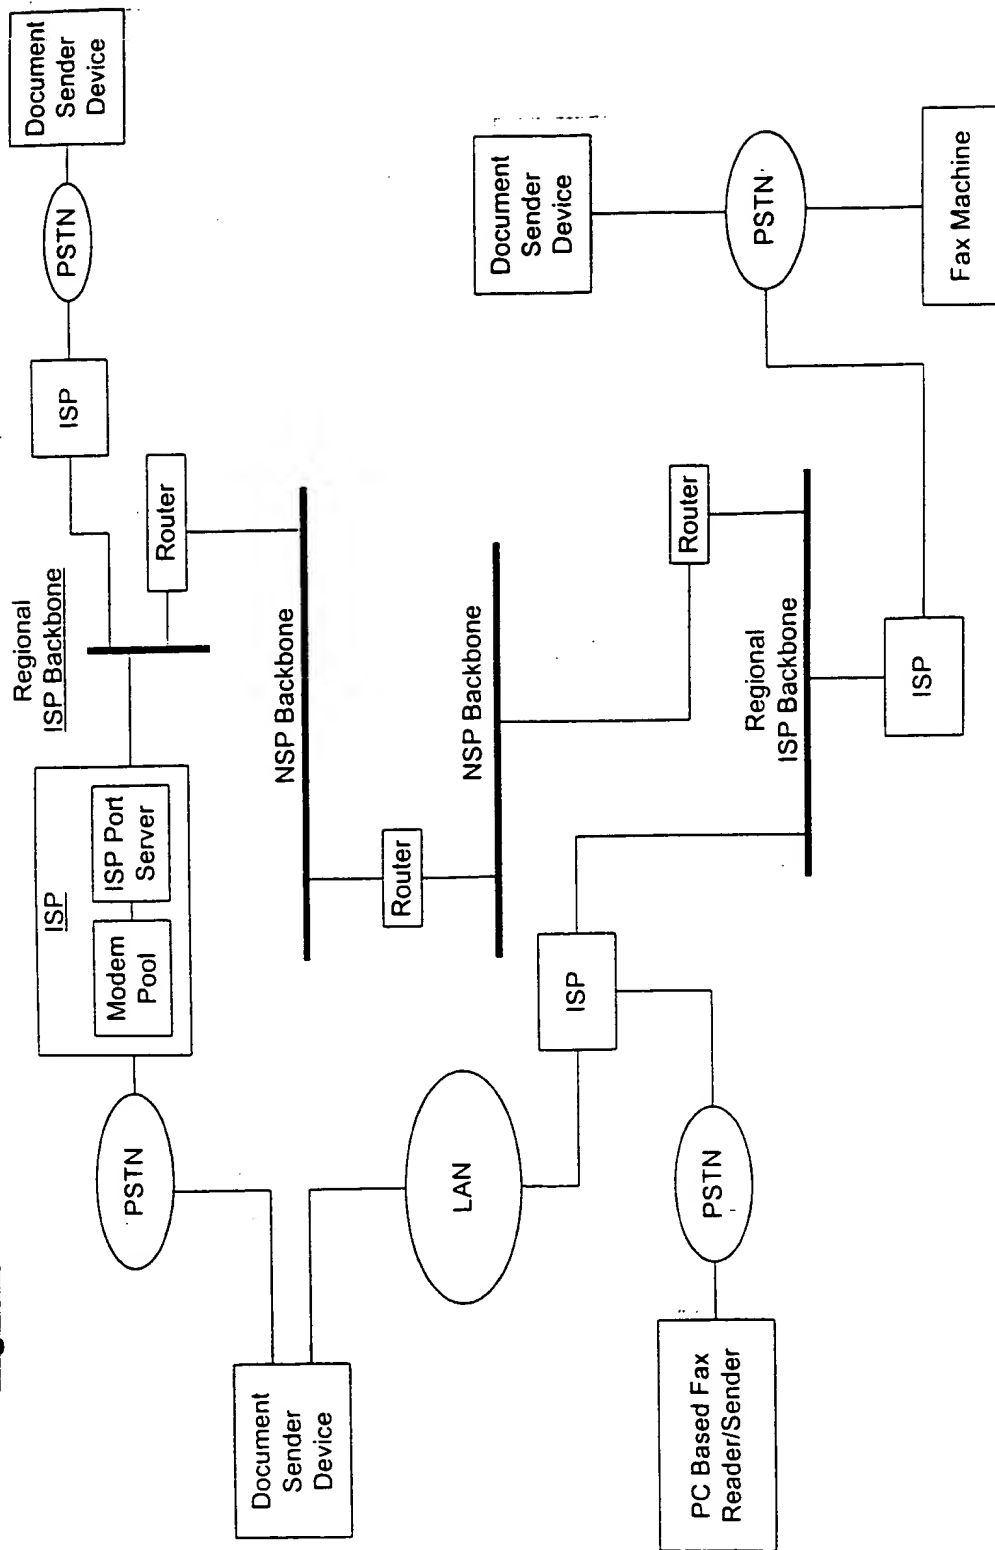 Regional
ISP Backbone
ISP
PSTN
Document
Sender
Device
ISP
Modem
Pool
ISP Port
Server
PSTN
Router
Document
Sender
Device
NSP Backbone
Router
LAN
NSP Backbone
Document
Sender
Device
ISP
Router
PC Based Fax
Reader/Sender
PSTN
Regional
ISP Backbone
PSTN
ISP
Fax Machine